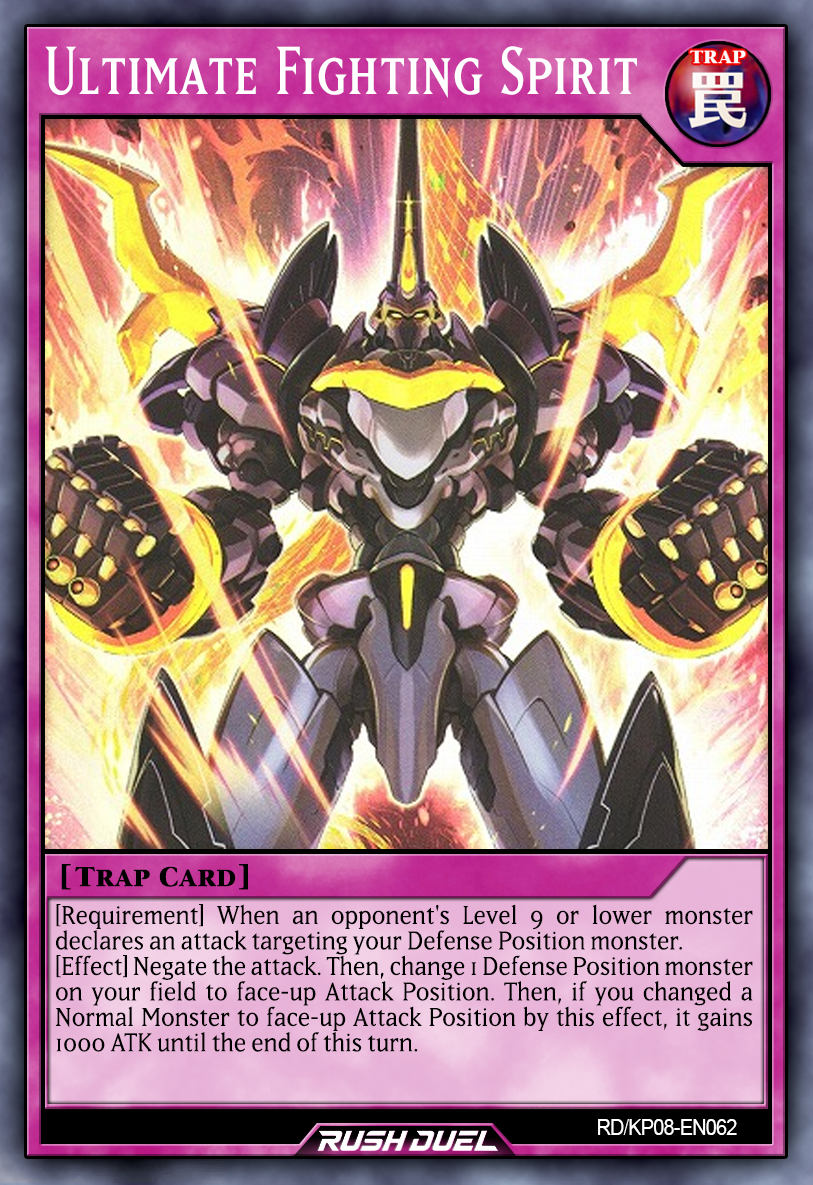 Ultimate Fighting Spirit
TRAP
罠
[Trap Card]
[Requirement] When an opponent's Level 9 or lower monster
declares an attack targeting your Defense Position monster.
[Effect] Negate the attack. Then, change 1 Defense Position monster
on your field to face-up Attack Position. Then, if you changed a
Normal Monster to face-up Attack Position by this effect, it gains
1000 ATK until the end of this turn.
RD/KP08-EN062
RUSH DUEL